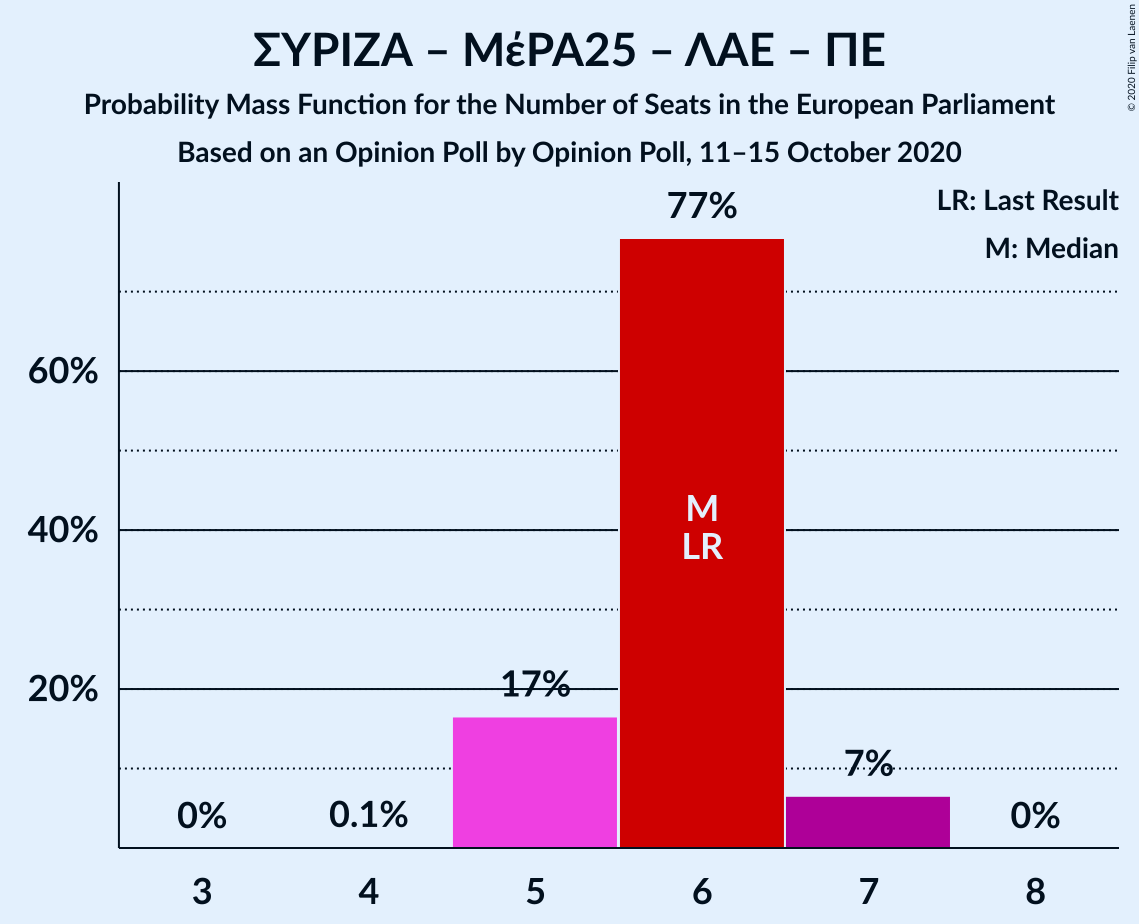 ΣΥΡΙΖΑ – ΜέΡΑ25 – ΛΑΕ – ΠΕ
Probability Mass Function for the Number of Seats in the European Parliament
Based on an Opinion Poll by Opinion Poll, 11–15 October 2020
© 2020 Filip van Laenen
LR: Last Result
M: Median
77%
60%
40%
20%
M
LR
17%
7%
0%
0.1%
0%
3 4 5 6 7 8